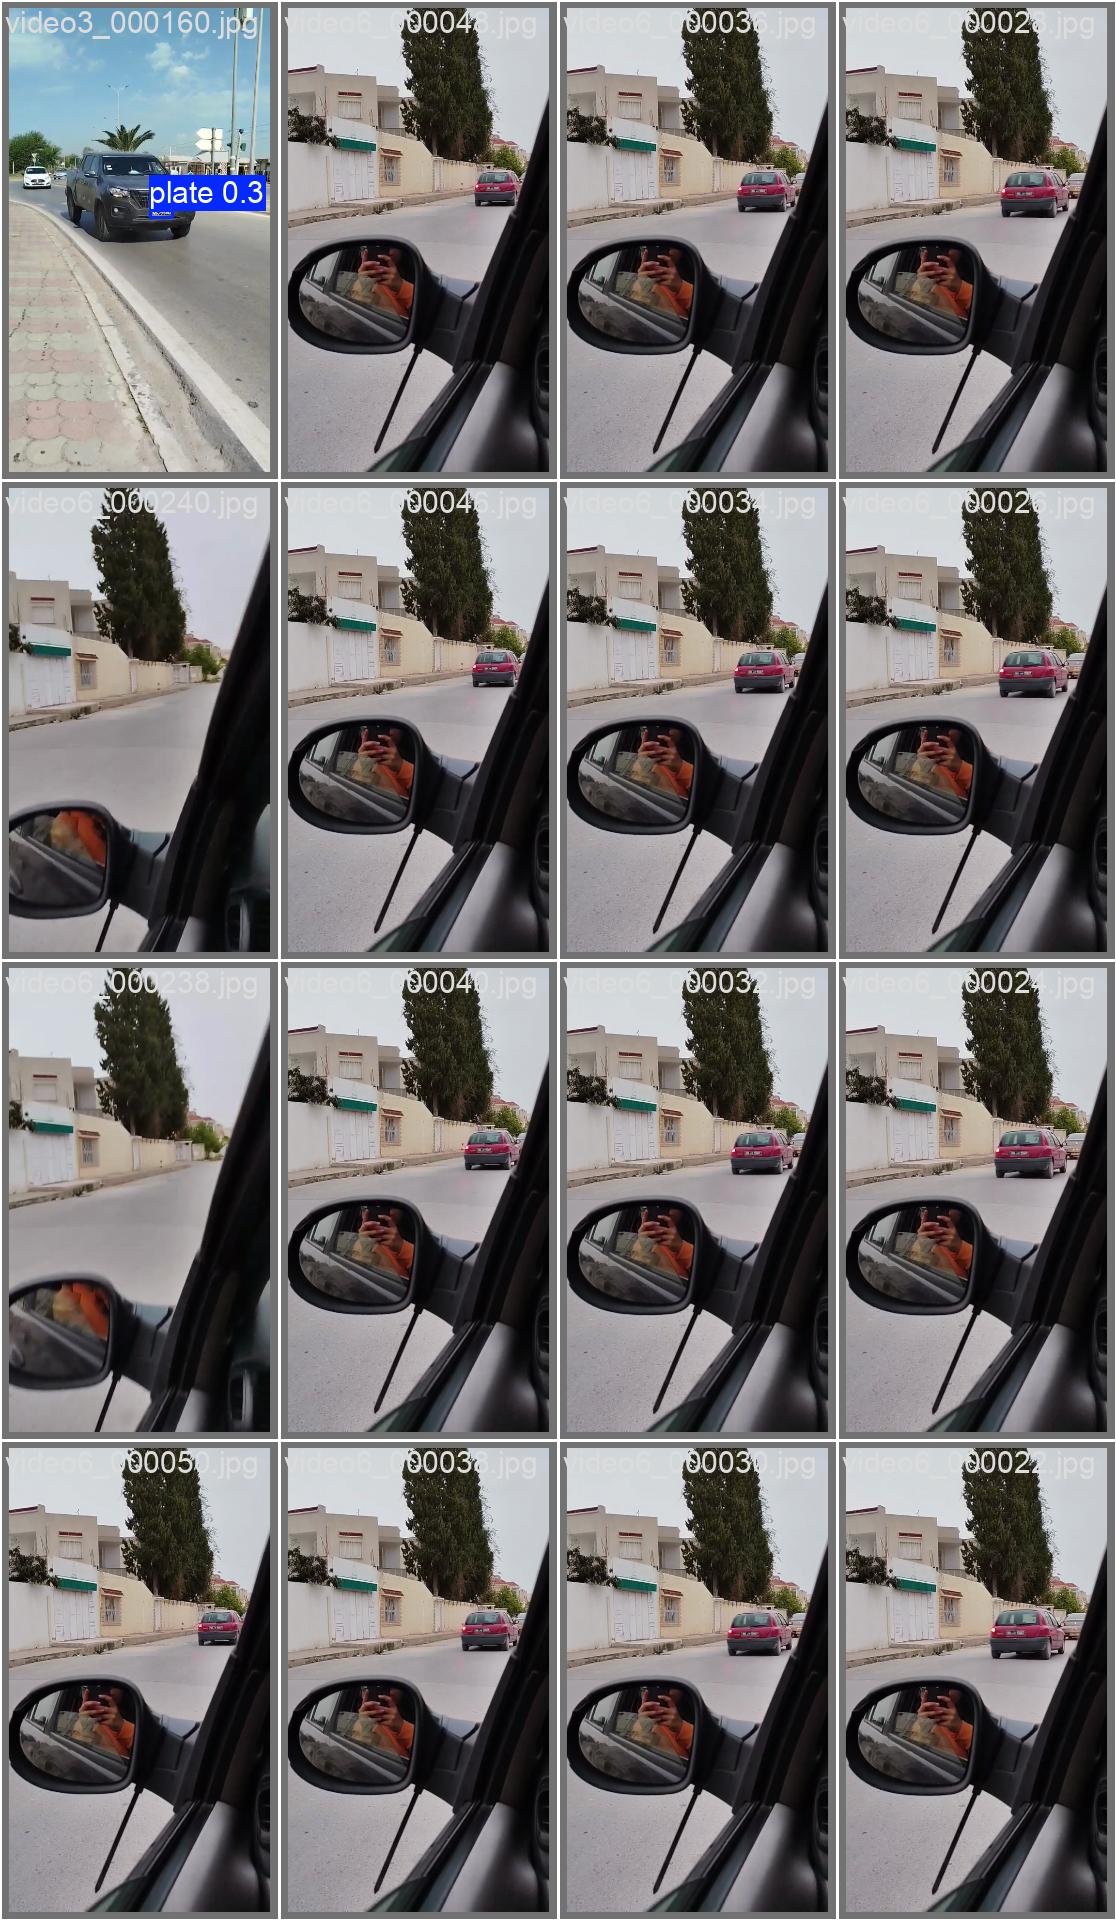 video3_000160.jpg
video6_000048.jpg
video6_000036.jpg
video6_000028.jpg
plate 0.3
video6_000240.jpg
video6_000046.jpg
video6_000034.jpg
video6_000026.jpg
video6_000238.jpg
video6_000040.jpg
video6_000032.jpg
video6_000024.jpg
video6_000050.jpg
video6_000038.jpg
video6_000030.jpg
video6_000022.jpg